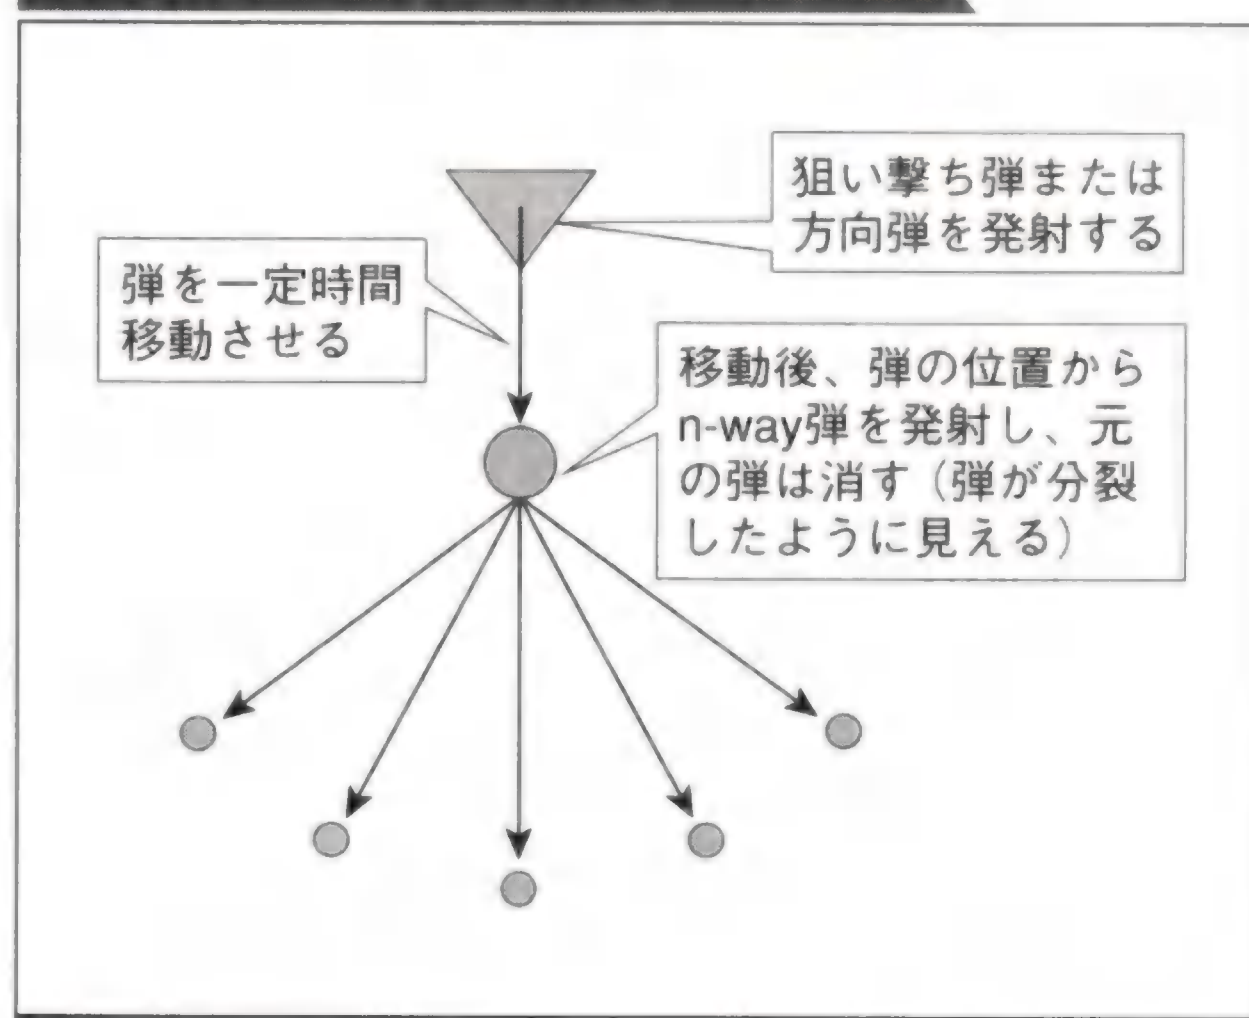 狙い撃ち弾または
方向弾を発射する
弾を一定時間
移動させる
移動後、弾の位置から
n-way弾を発射し、元
の弾は消す（弾が分裂
したように見える）